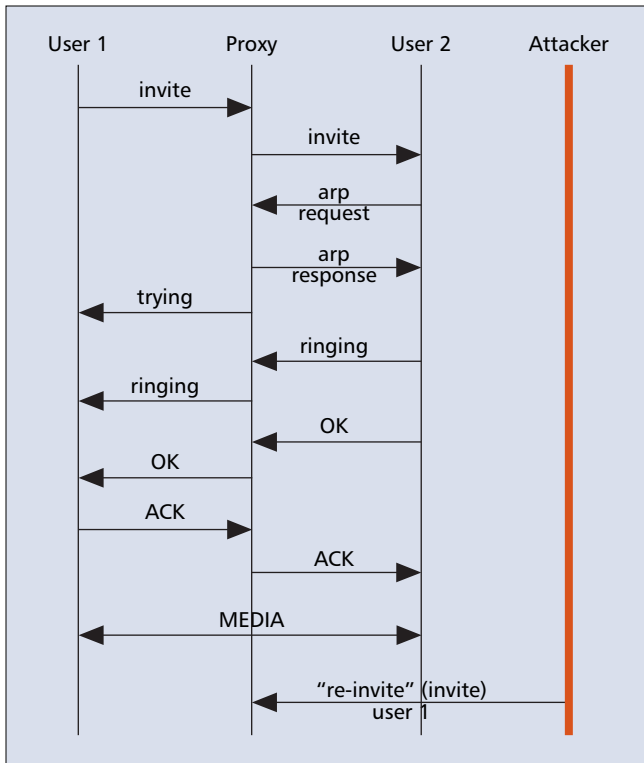 User 1 Proxy User 2 Attacker
invite
invite
arp
request
arp
response
trying
ringing
ringing
OK
OK
ACK
ACK
MEDIA
“re-invite” (invite)
user 1